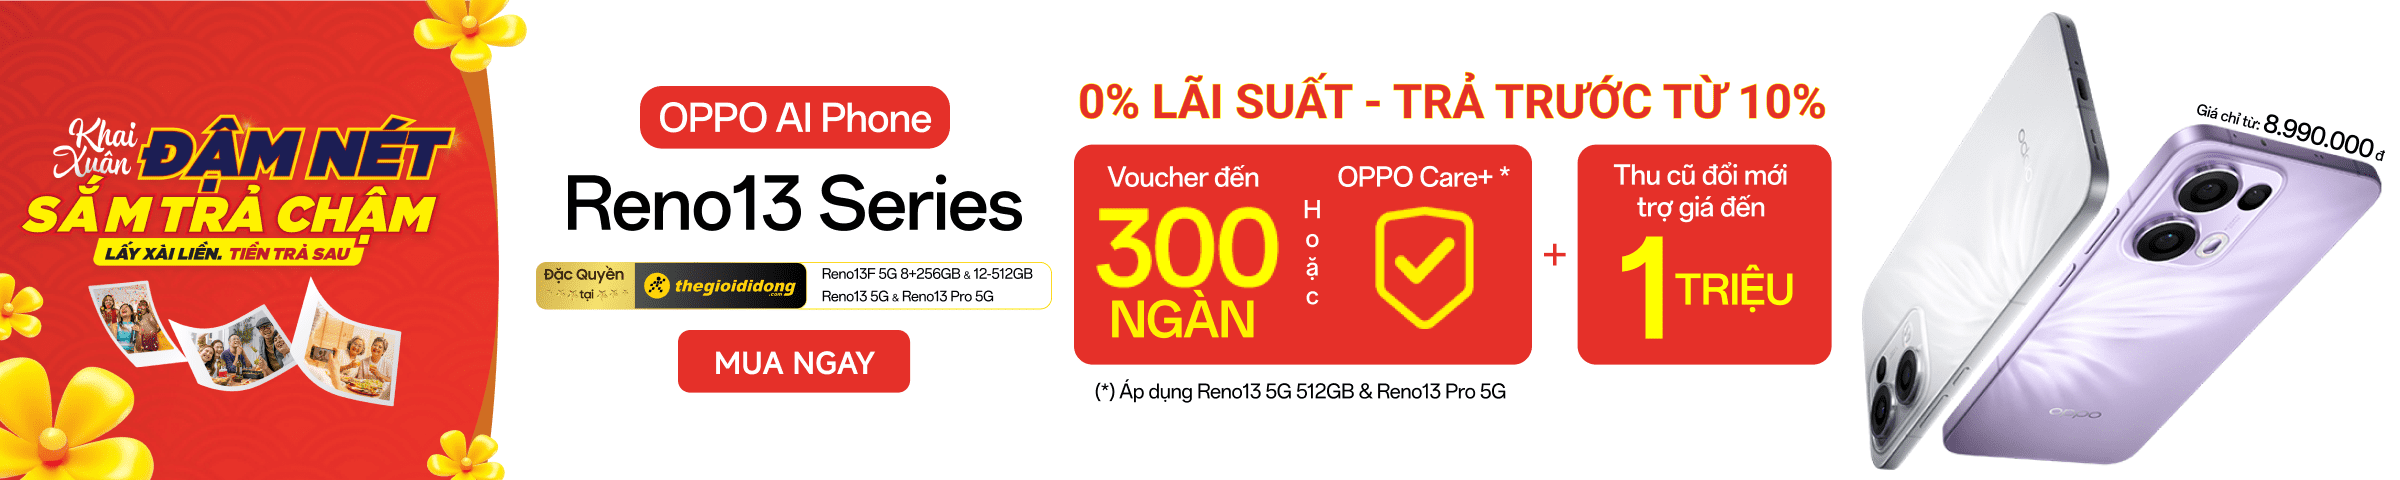 Khai
Xuân
ĐẬM NÉT
SẮM TRẢ CHẬM
LẤY XÀI LIỀN. TIỀN TRẢ SAU
OPPO AI Phone
Reno13 Series
Đặc Quyền
tại
thegioididong
.com
Reno13F 5G 8+256GB & 12-512GB
Reno13 5G & Reno13 Pro 5G
MUA NGAY
0% LÃI SUẤT - TRẢ TRƯỚC TỪ 10%
Voucher đến
300
NGÀN
Hoặc
OPPO Care+ *
+
Thu cũ đổi mới
trợ giá đến
1 TRIỆU
(*) Áp dụng Reno13 5G 512GB & Reno13 Pro 5G
Giá chỉ từ: 8.990.000 đ
oppo
oppo